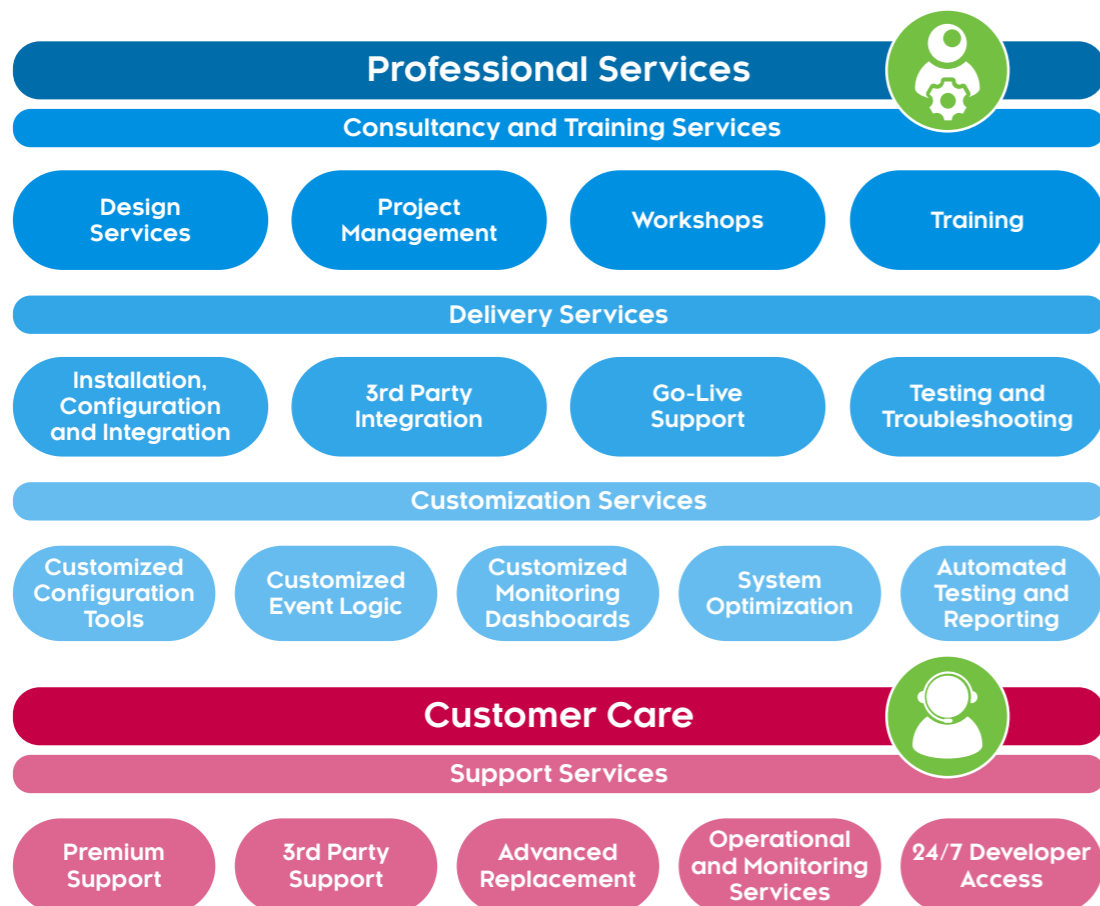 Professional Services
Consultancy and Training Services
Design
Services
Project
Management
Workshops
Training
Delivery Services
Installation,
Configuration
and Integration
3rd Party
Integration
Go-Live
Support
Testing and
Troubleshooting
Customization Services
Customized
Configuration
Tools
Customized
Event Logic
Customized
Monitoring
Dashboards
System
Optimization
Automated
Testing and
Reporting
Customer Care
Support Services
Premium
Support
3rd Party
Support
Advanced
Replacement
Operational
and Monitoring
Services
24/7 Developer
Access